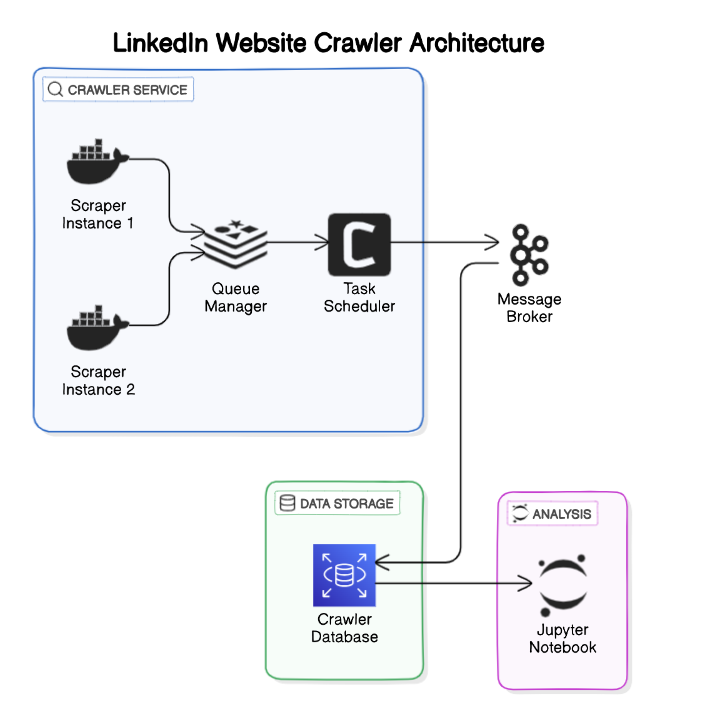 LinkedIn Website Crawler Architecture
CRAWLER SERVICE
Scraper
Instance 1
Queue
Manager
Task
Scheduler
Message
Broker
Scraper
Instance 2
DATA STORAGE
ANALYSIS
Crawler
Database
Jupyter
Notebook